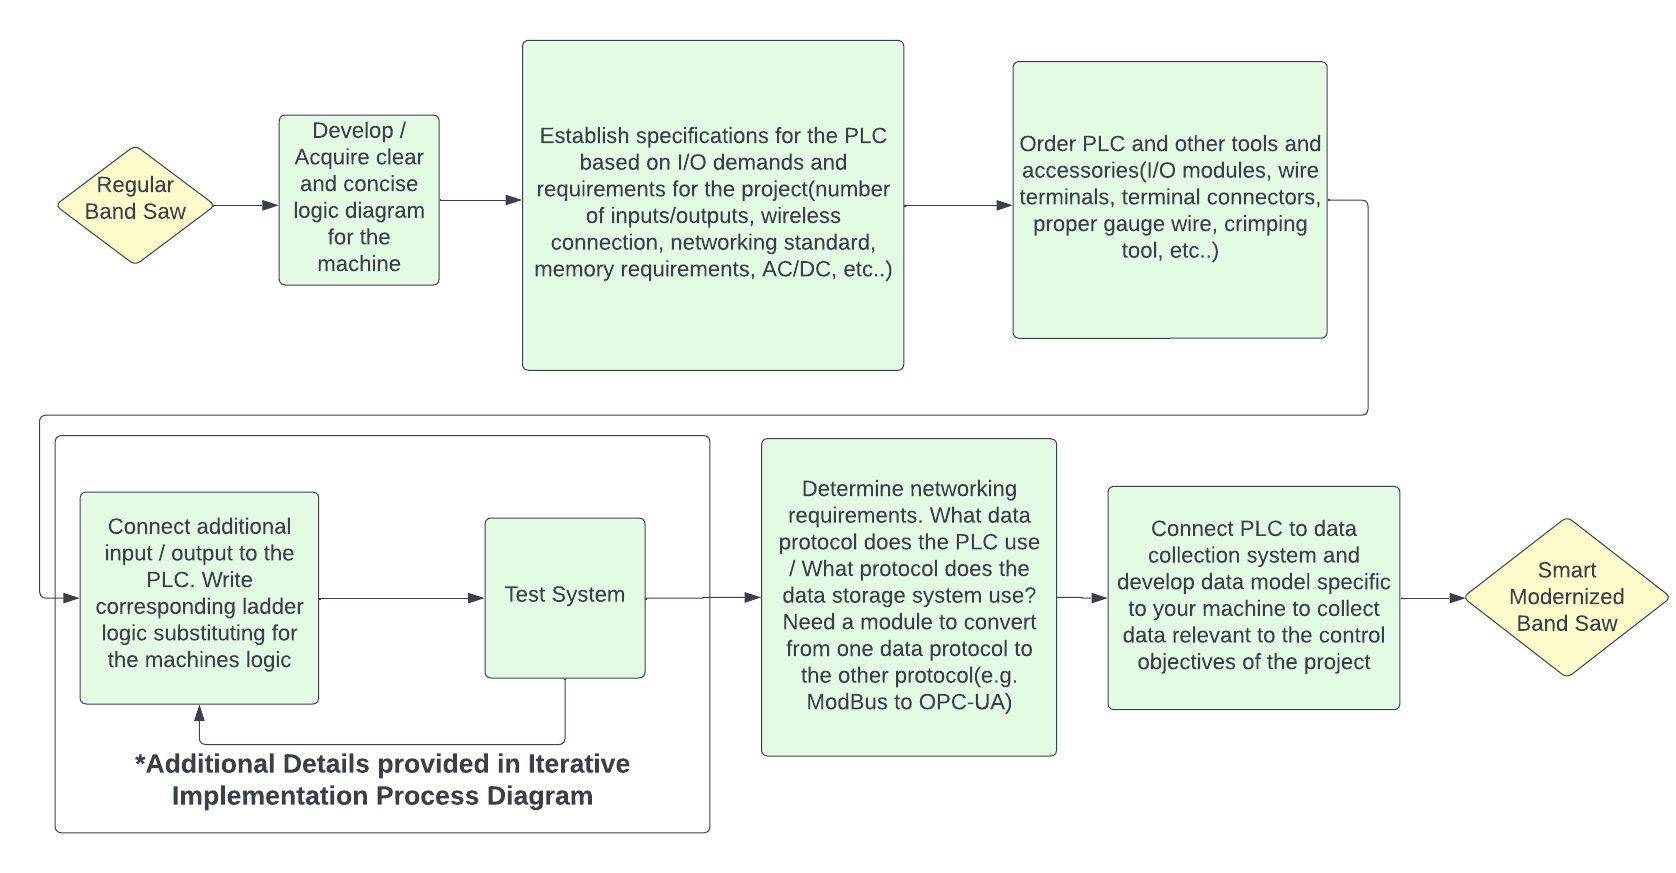 Regular
Band Saw
Develop /
Acquire clear
and concise
logic diagram
for the
machine
Establish specifications for the PLC
based on I/O demands and
requirements for the project(number
of inputs/outputs, wireless
connection, networking standard,
memory requirements, AC/DC, etc..)
Order PLC and other tools and
accessories(I/O modules, wire
terminals, terminal connectors,
proper gauge wire, crimping
tool, etc..)
Connect additional
input / output to the
PLC. Write
corresponding ladder
logic substituting for
the machines logic
Test System
*Additional Details provided in Iterative
Implementation Process Diagram
Determine networking
requirements. What data
protocol does the PLC use
/ What protocol does the
data storage system use?
Need a module to convert
from one data protocol to
the other protocol(e.g.
ModBus to OPC-UA)
Connect PLC to data
collection system and
develop data model specific
to your machine to collect
data relevant to the control
objectives of the project
Smart
Modernized
Band Saw